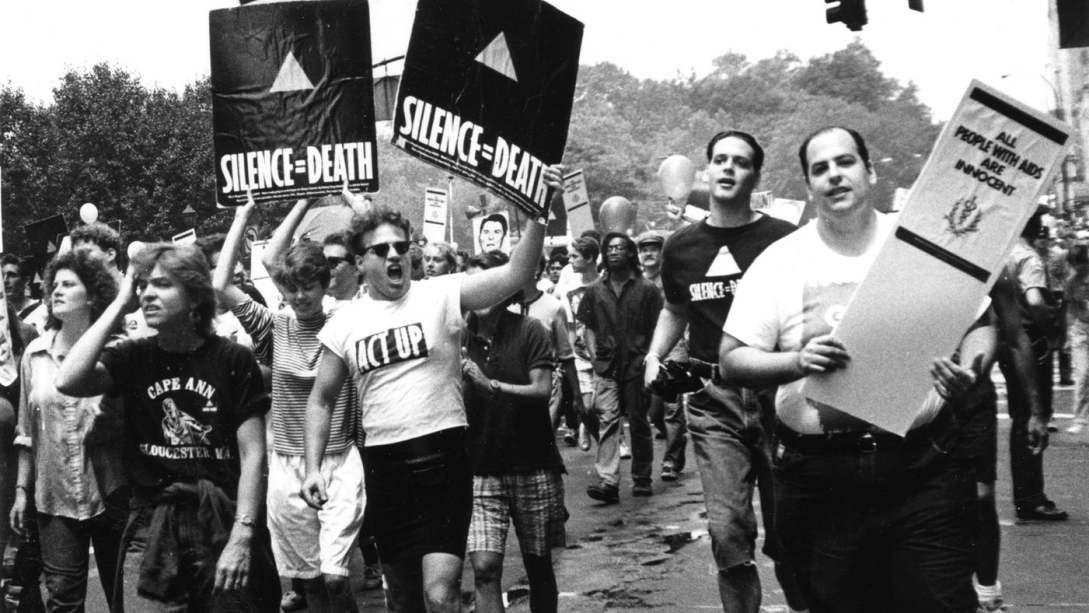 SILENCE=DEATH
SILENCE=DEATH
ACT UP
CAPE ANN
GLOUCESTER, MA.
SILENCE=D
ALL
PEOPLE WITH AIDS
ARE
INNOCENT